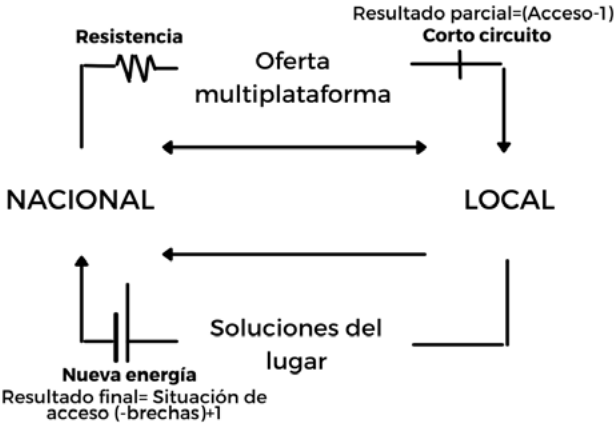 Resultado parcial=(Acceso-1)
Corto circuito
Resistencia
Oferta
multiplataforma
NACIONAL
LOCAL
Soluciones del
lugar
Nueva energía
Resultado final= Situación de
acceso (-brechas)+1